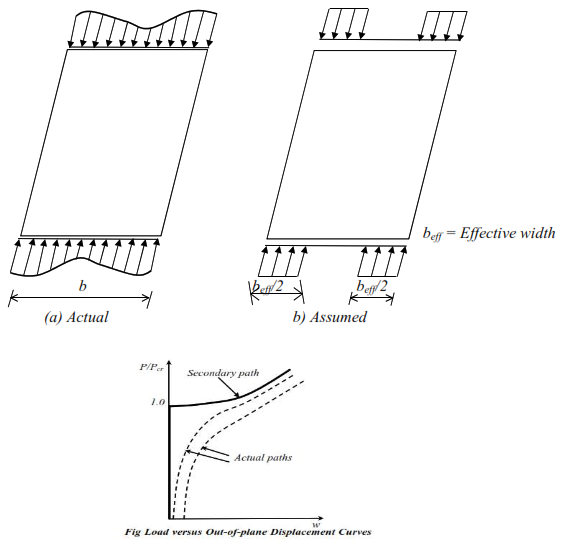 b_eff = Effective width
b
b_eff/2
b_eff/2
(a) Actual
b) Assumed
P/P_cr
Secondary path
1.0
Actual paths
w
Fig Load versus Out-of-plane Displacement Curves